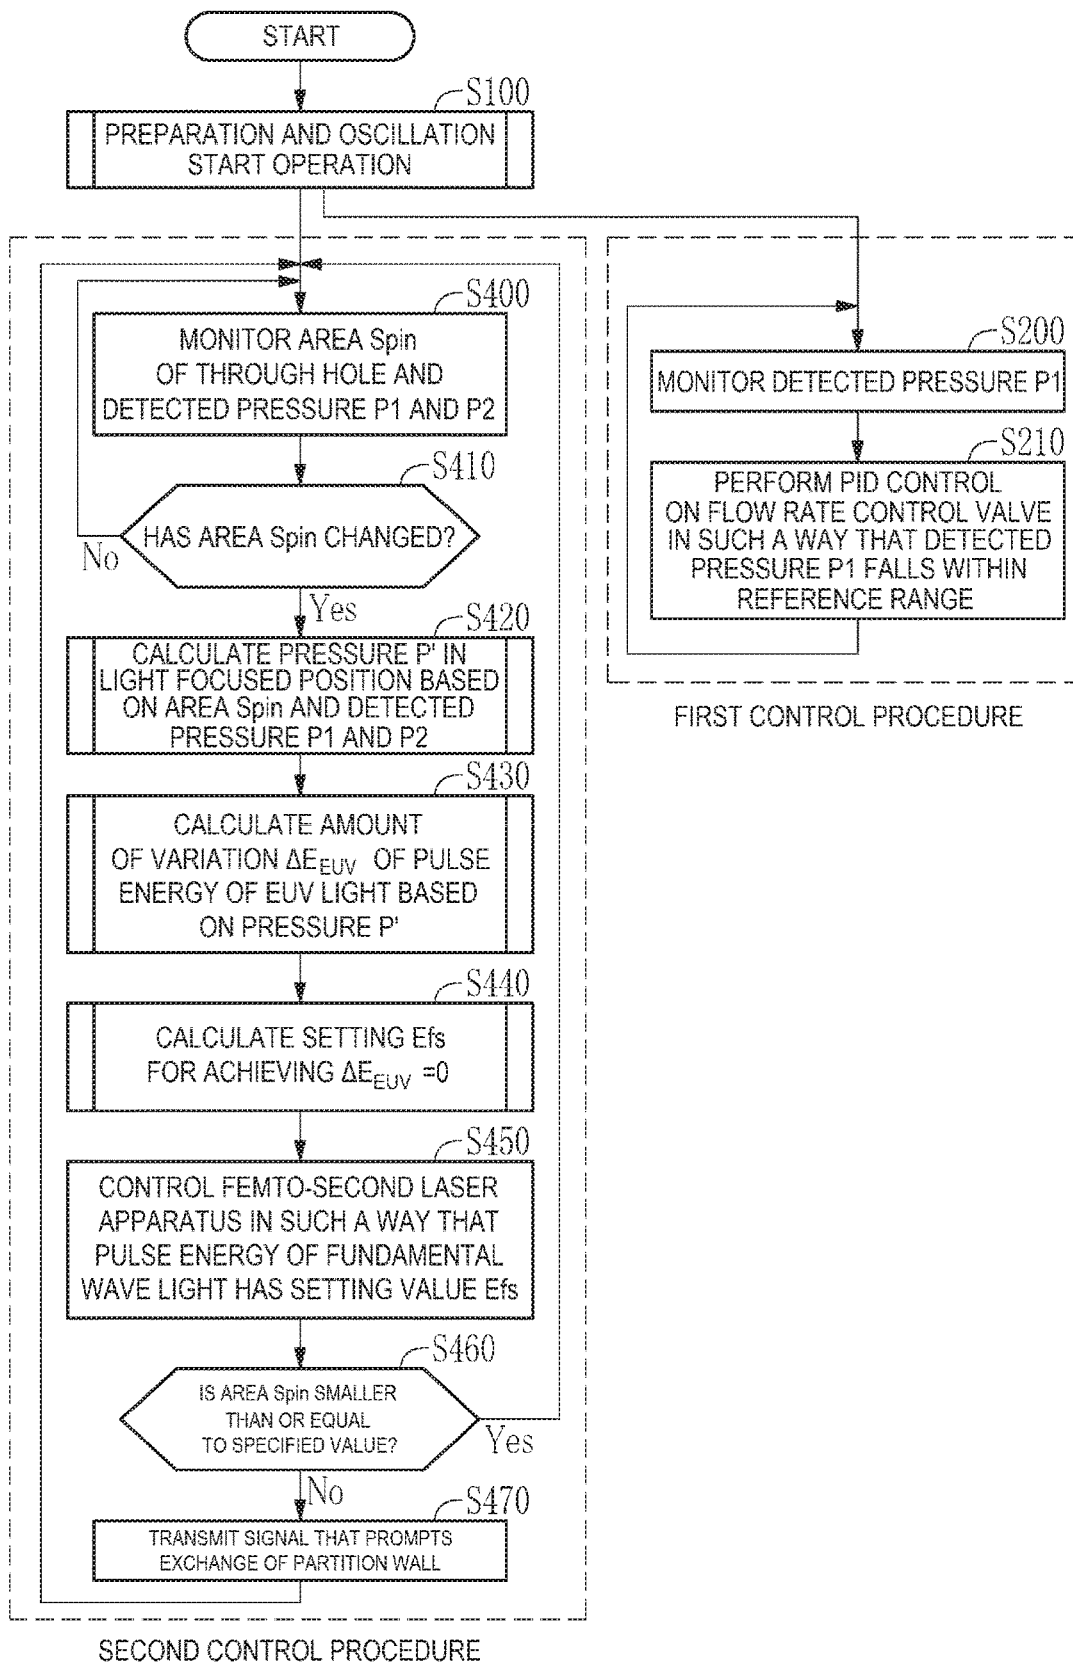 START
S100
PREPARATION AND OSCILLATION
START OPERATION
S400
MONITOR AREA Spin
OF THROUGH HOLE AND
DETECTED PRESSURE P1 AND P2
S410
HAS AREA Spin CHANGED?
No
Yes
S420
CALCULATE PRESSURE P' IN
LIGHT FOCUSED POSITION BASED
ON AREA Spin AND DETECTED
PRESSURE P1 AND P2
S430
CALCULATE AMOUNT
OF VARIATION ΔE_EUV OF PULSE
ENERGY OF EUV LIGHT BASED
ON PRESSURE P'
S440
CALCULATE SETTING Efs
FOR ACHIEVING ΔE_EUV =0
S450
CONTROL FEMTO-SECOND LASER
APPARATUS IN SUCH A WAY THAT
PULSE ENERGY OF FUNDAMENTAL
WAVE LIGHT HAS SETTING VALUE Efs
S460
IS AREA Spin SMALLER
THAN OR EQUAL
TO SPECIFIED VALUE?
Yes
No
S470
TRANSMIT SIGNAL THAT PROMPTS
EXCHANGE OF PARTITION WALL
SECOND CONTROL PROCEDURE
S200
MONITOR DETECTED PRESSURE P1
S210
PERFORM PID CONTROL
ON FLOW RATE CONTROL VALVE
IN SUCH A WAY THAT DETECTED
PRESSURE P1 FALLS WITHIN
REFERENCE RANGE
FIRST CONTROL PROCEDURE